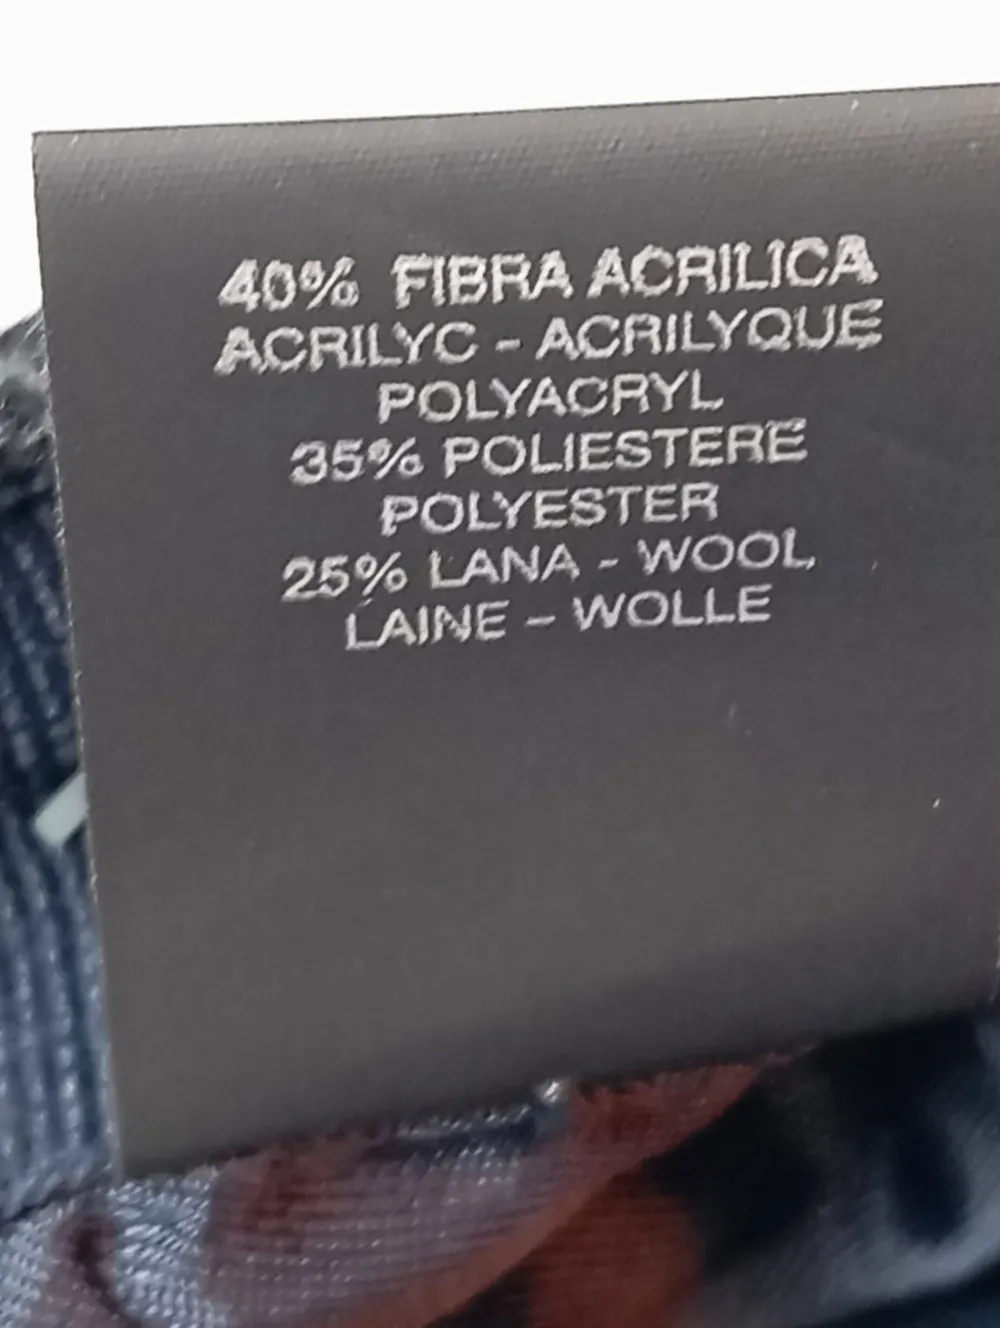 40% FIBRA ACRILICA
ACRILYC - ACRILYQUE
POLYACRYL
35% POLIESTERE
POLYESTER
25% LANA - WOOL
LAINE - WOLLE